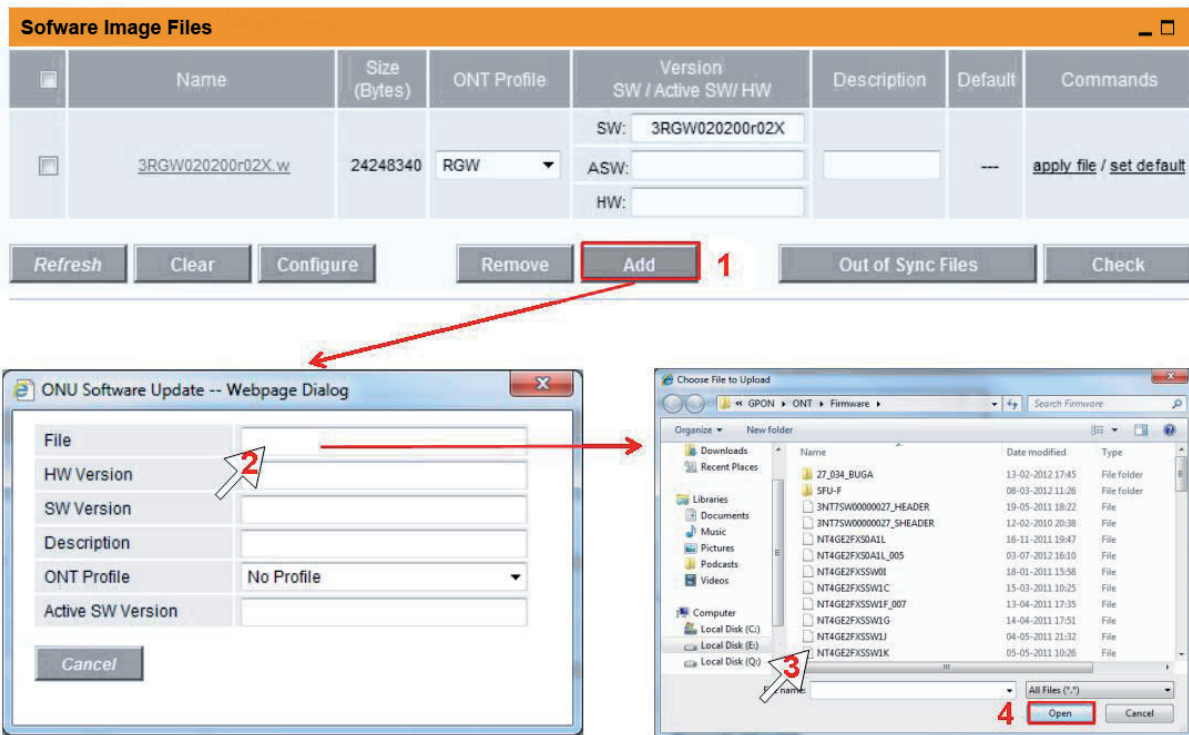 Sofware Image Files
Name
Size
(Bytes)
ONT Profile
Version
SW / Active SW/ HW
Description
Default
Commands
3RGW020200r02X.w
24248340
RGW
SW: 3RGW020200r02X
ASW:
HW:
---
apply file / set default
Refresh
Clear
Configure
Remove
Add
1
Out of Sync Files
Check
ONU Software Update -- Webpage Dialog
File
2
HW Version
SW Version
Description
ONT Profile
No Profile
Active SW Version
Cancel
Choose File to Upload
« GPON ▸ ONT ▸ Firmware ▸
Search Firmware
Organize
New folder
Downloads
Recent Places
Libraries
Documents
Music
Pictures
Podcasts
Videos
Computer
Local Disk (C:)
Local Disk (E:)
Local Disk (Q:)
Name Date modified Type
27_034_BUGA 13-02-2012 17:45 File folder
SFU-F 08-03-2012 11:26 File folder
3NT7SW00000027_HEADER 19-05-2011 18:22 File
3NT7SW00000027_SHEADER 12-02-2010 20:38 File
NT4GE2FXS0A1L 16-11-2011 19:47 File
NT4GE2FXS0A1L_005 03-07-2012 16:10 File
NT4GE2FXSSW0I 18-01-2011 15:58 File
NT4GE2FXSSW1C 15-03-2011 10:25 File
NT4GE2FXSSW1F_007 13-04-2011 17:35 File
NT4GE2FXSSW1G 14-04-2011 17:51 File
NT4GE2FXSSW1J 04-05-2011 21:32 File
NT4GE2FXSSW1K 05-05-2011 10:26 File
3
name:
All Files (*.*)
4
Open
Cancel